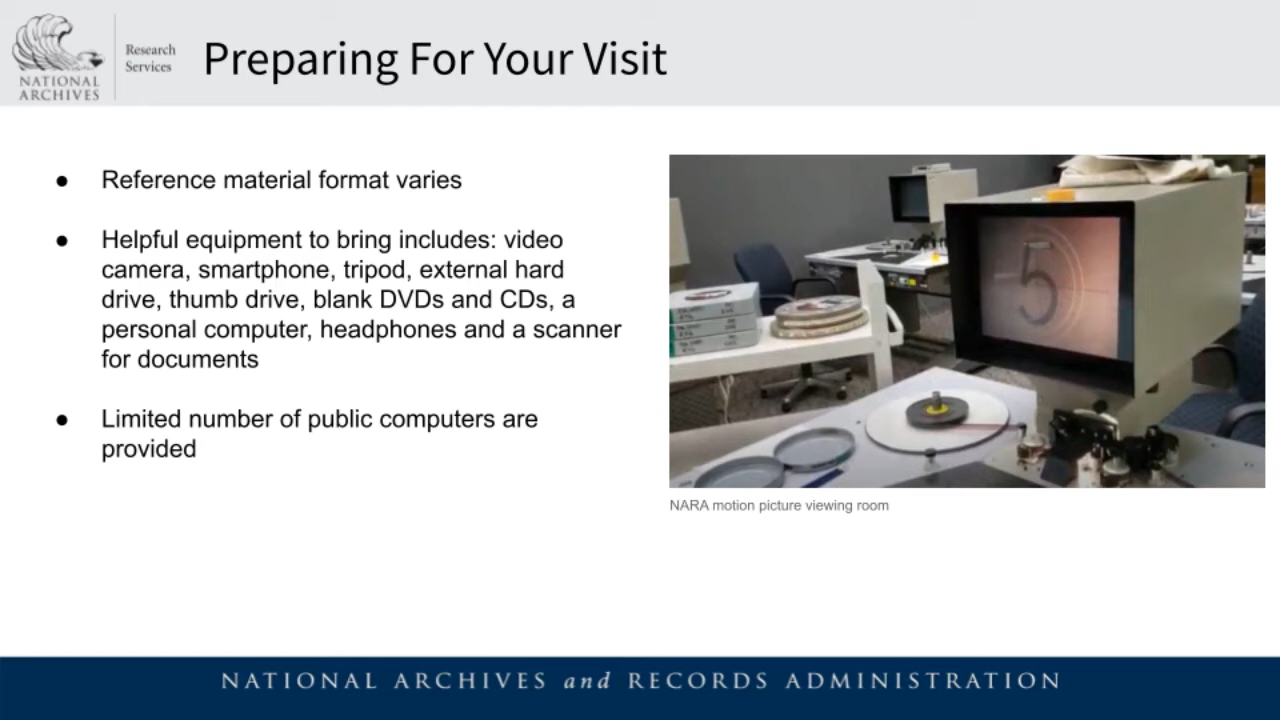 NATIONAL
ARCHIVES
Research
Services
Preparing For Your Visit
● Reference material format varies
● Helpful equipment to bring includes: video
camera, smartphone, tripod, external hard
drive, thumb drive, blank DVDs and CDs, a
personal computer, headphones and a scanner
for documents
● Limited number of public computers are
provided
5
NARA motion picture viewing room
NATIONAL ARCHIVES and RECORDS ADMINISTRATION